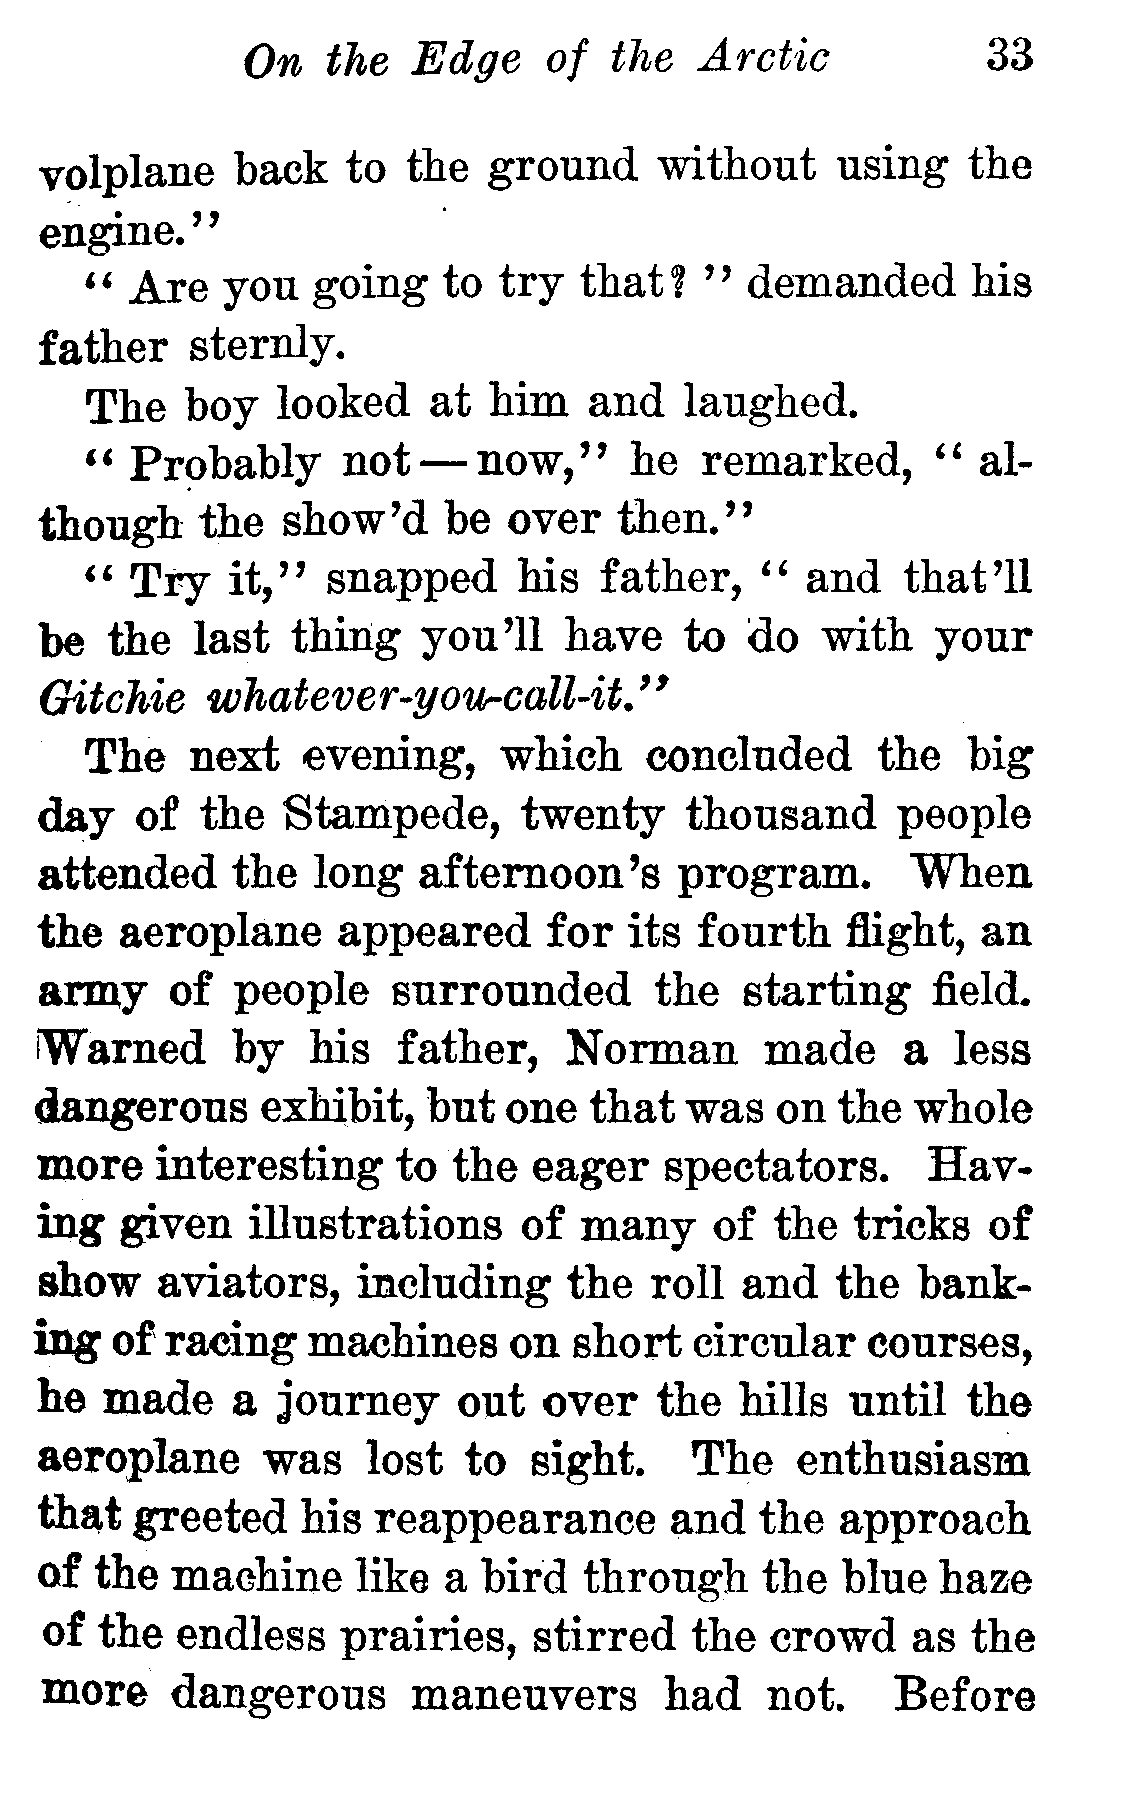 On the Edge of the Arctic 33
volplane back to the ground without using the
engine."
" Are you going to try that? " demanded his
father sternly.
The boy looked at him and laughed.
" Probably not — now," he remarked, " al-
though the show'd be over then."
" Try it," snapped his father, " and that'll
be the last thing you'll have to do with your
Gitchie whatever-you-call-it."
The next evening, which concluded the big
day of the Stampede, twenty thousand people
attended the long afternoon's program. When
the aeroplane appeared for its fourth flight, an
army of people surrounded the starting field.
Warned by his father, Norman made a less
dangerous exhibit, but one that was on the whole
more interesting to the eager spectators. Hav-
ing given illustrations of many of the tricks of
show aviators, including the roll and the bank-
ing of racing machines on short circular courses,
he made a journey out over the hills until the
aeroplane was lost to sight. The enthusiasm
that greeted his reappearance and the approach
of the machine like a bird through the blue haze
of the endless prairies, stirred the crowd as the
more dangerous maneuvers had not. Before